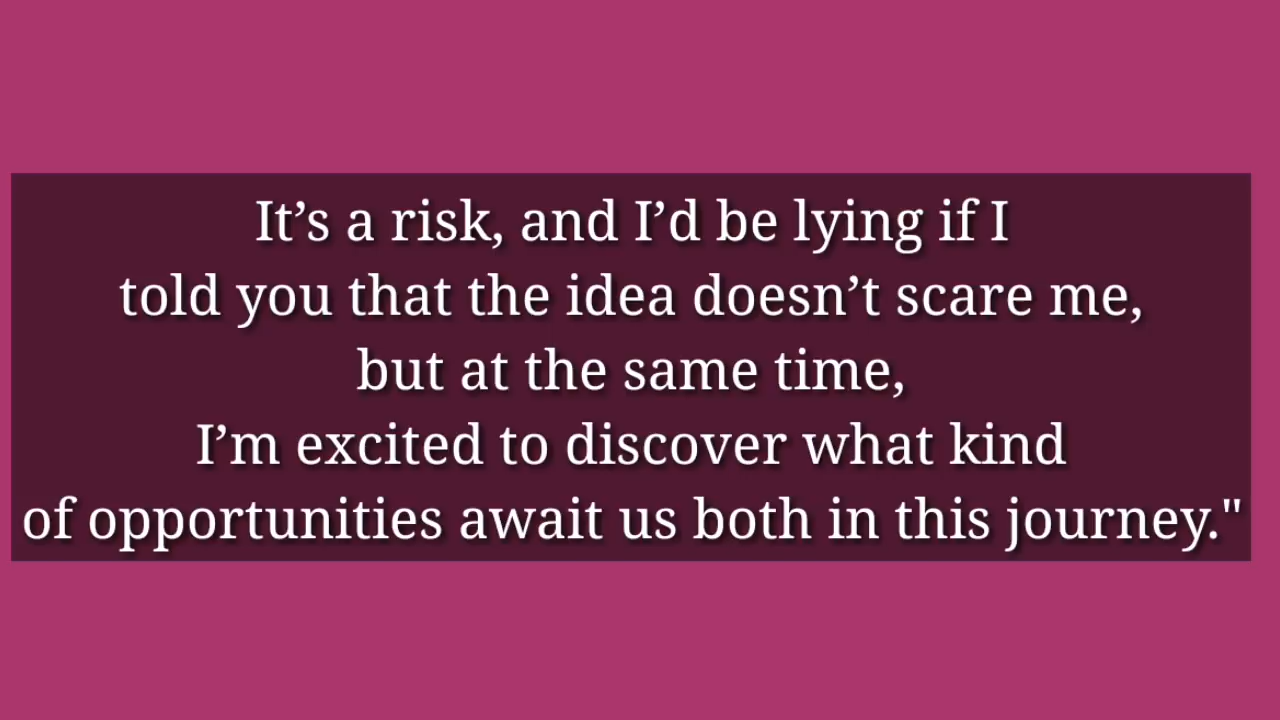 It’s a risk, and I’d be lying if I
told you that the idea doesn’t scare me,
but at the same time,
I’m excited to discover what kind
of opportunities await us both in this journey."